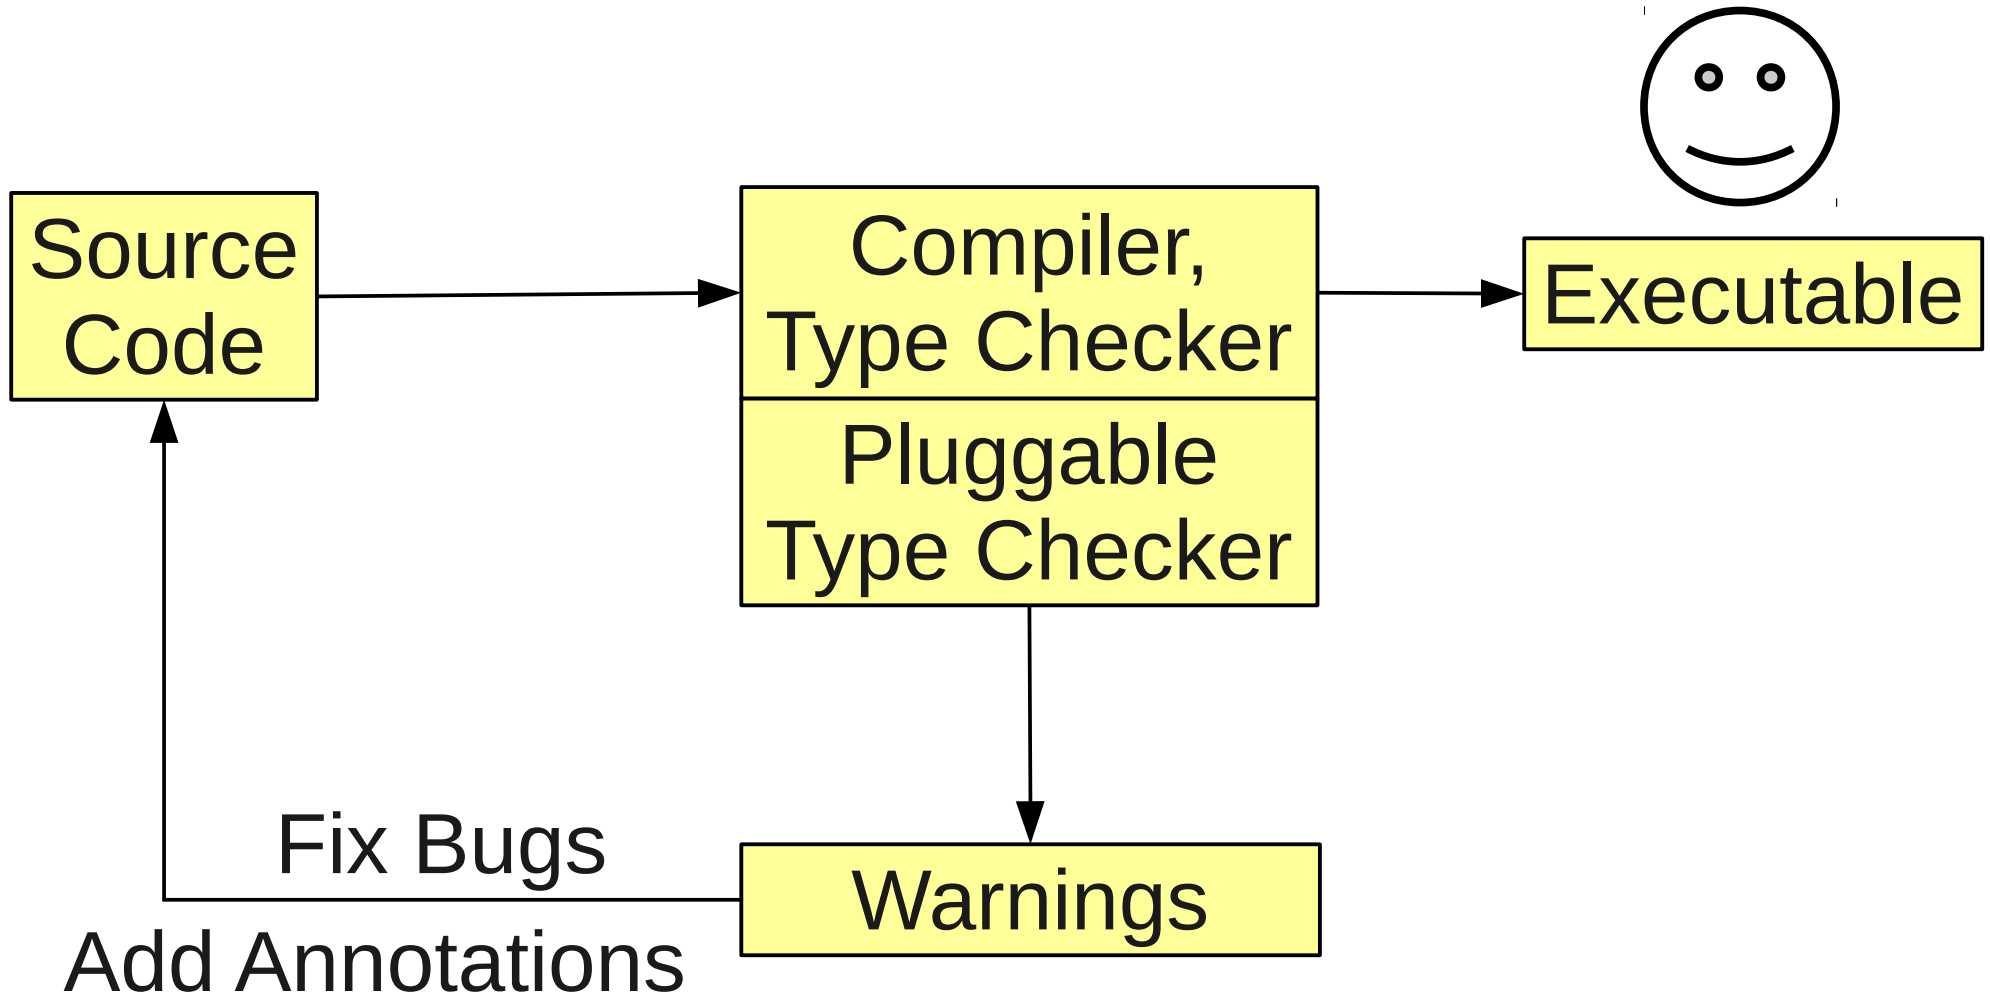 Source
Code
Compiler,
Type Checker
Pluggable
Type Checker
Executable
Warnings
Fix Bugs
Add Annotations